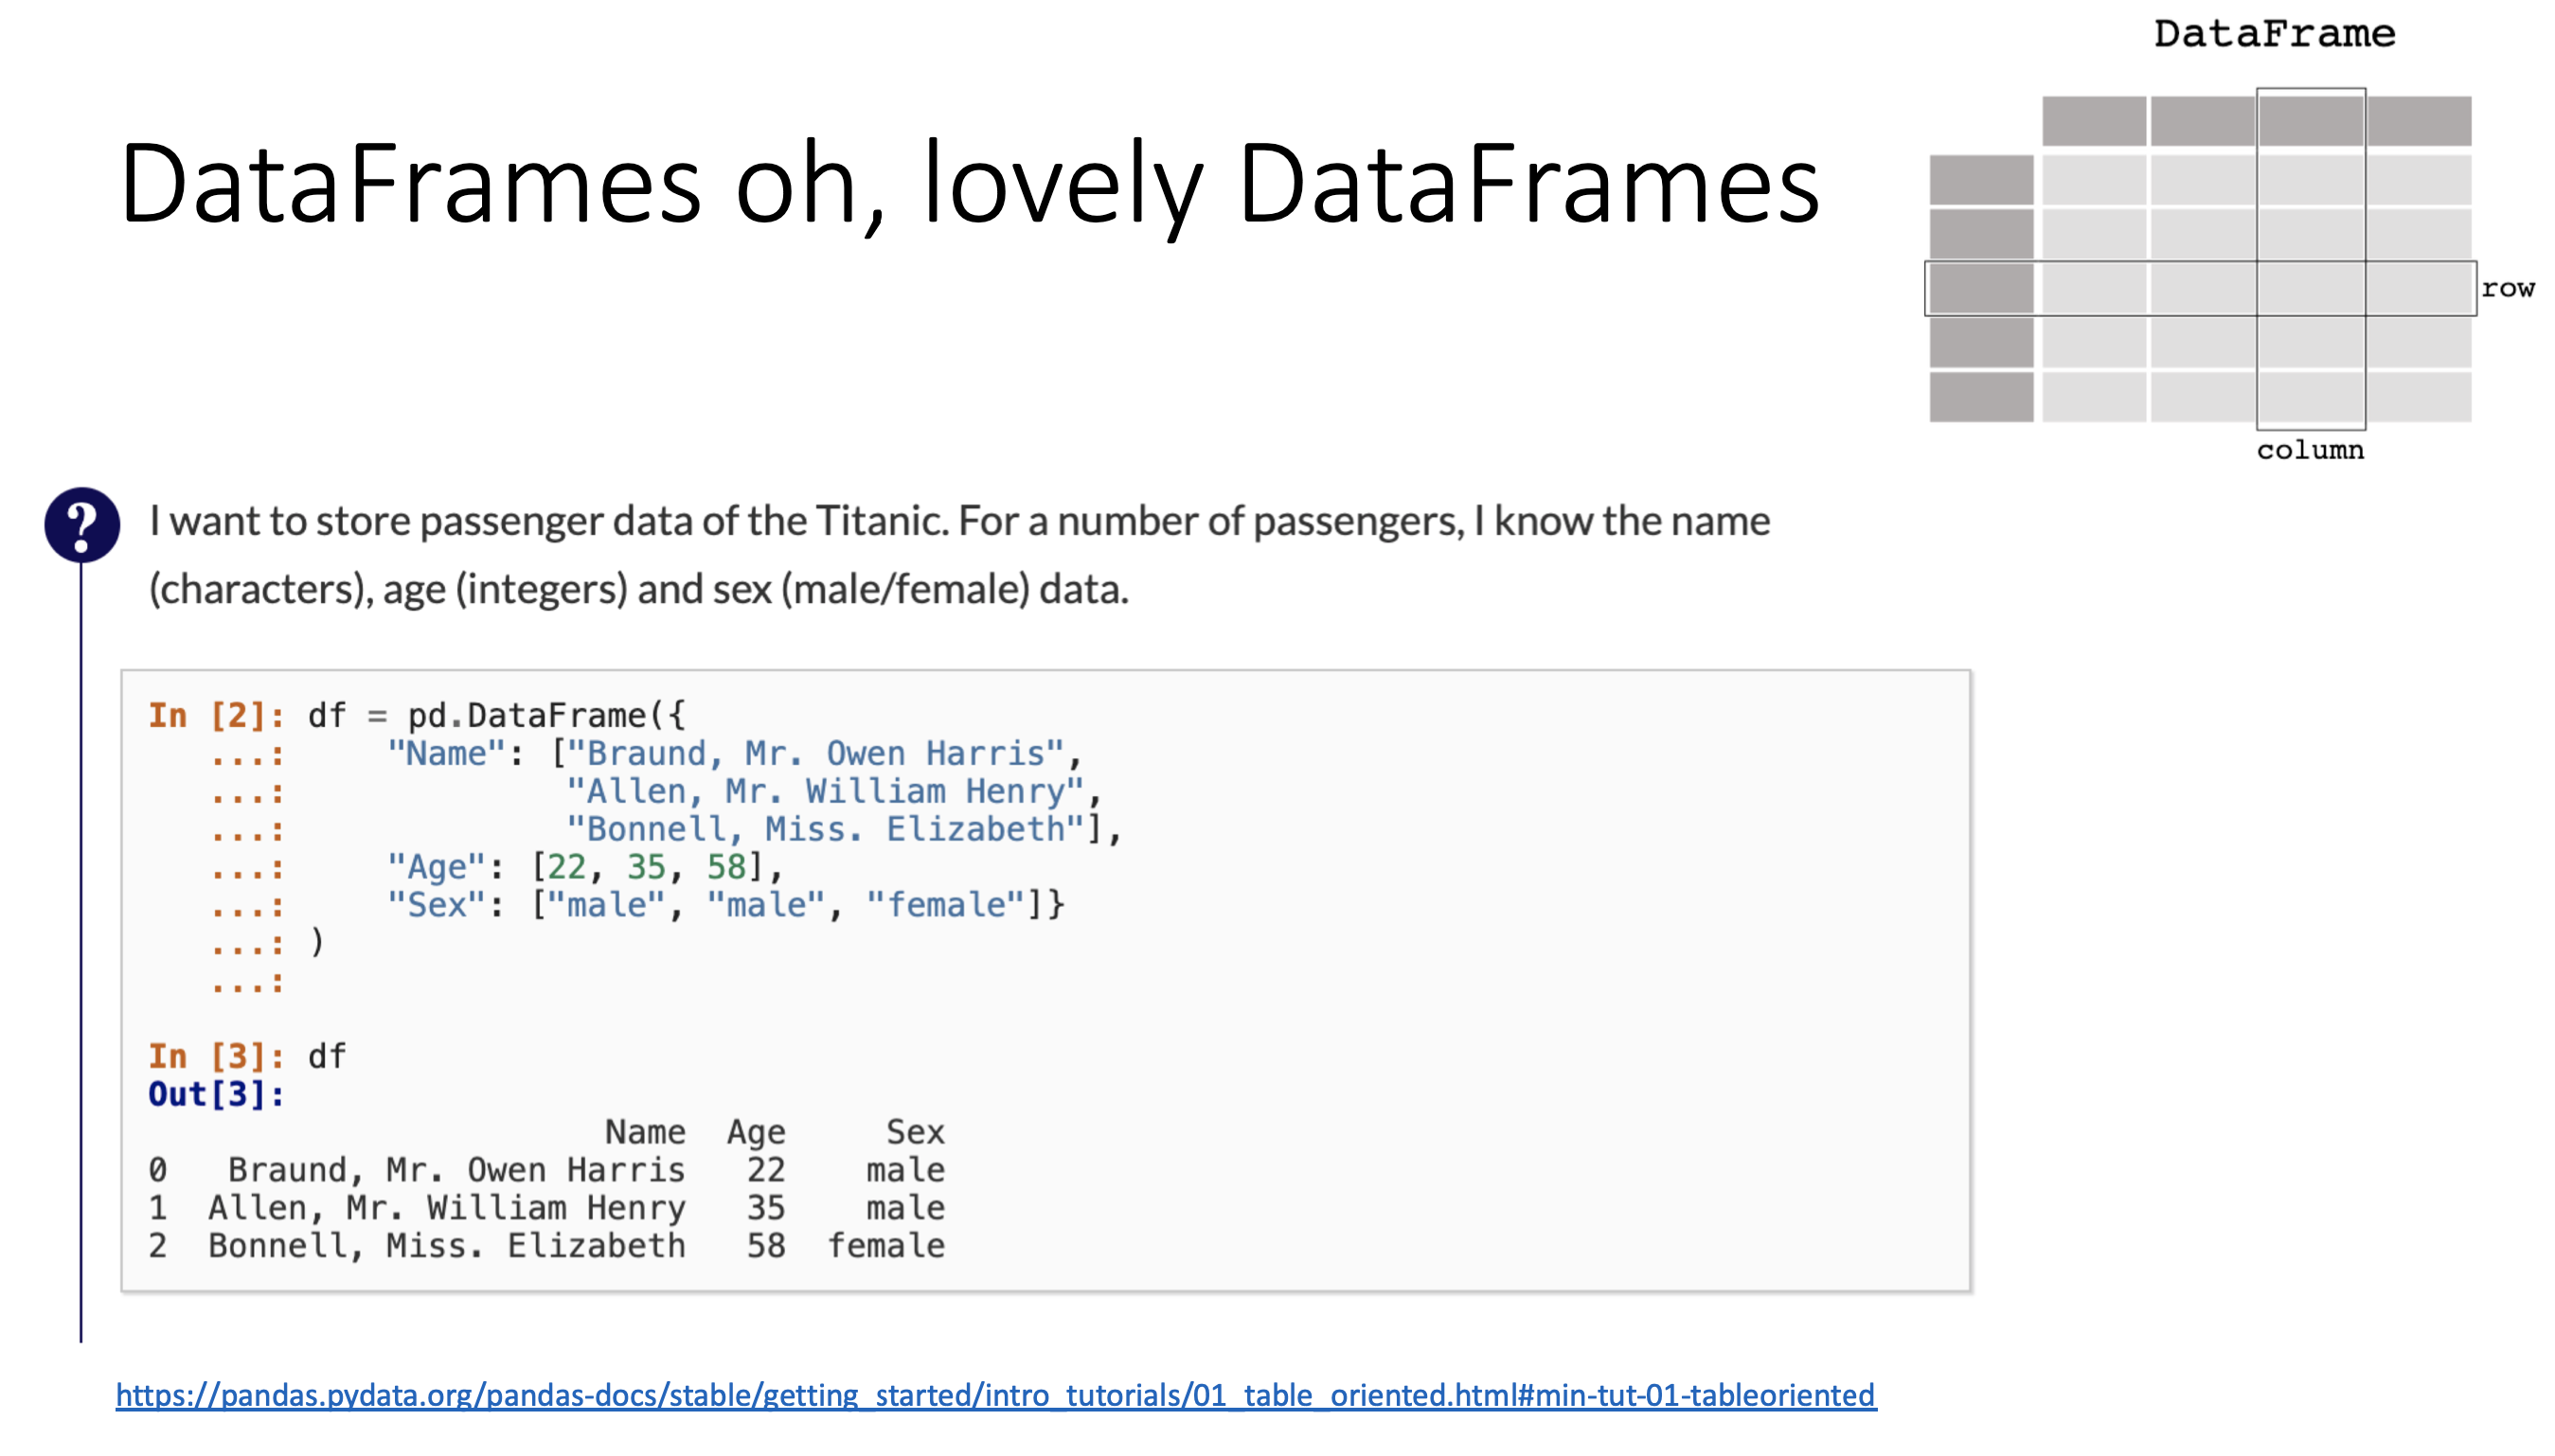 DataFrame
DataFrames oh, lovely DataFrames
row
column
?
I want to store passenger data of the Titanic. For a number of passengers, I know the name
(characters), age (integers) and sex (male/female) data.
In [2]: df = pd.DataFrame({
   ...:     "Name": ["Braund, Mr. Owen Harris",
   ...:              "Allen, Mr. William Henry",
   ...:              "Bonnell, Miss. Elizabeth"],
   ...:     "Age": [22, 35, 58],
   ...:     "Sex": ["male", "male", "female"]}
   ...: )
   ...:
In [3]: df
Out[3]:
                       Name  Age     Sex
0   Braund, Mr. Owen Harris   22    male
1  Allen, Mr. William Henry   35    male
2  Bonnell, Miss. Elizabeth   58  female
https://pandas.pydata.org/pandas-docs/stable/getting_started/intro_tutorials/01_table_oriented.html#min-tut-01-tableoriented